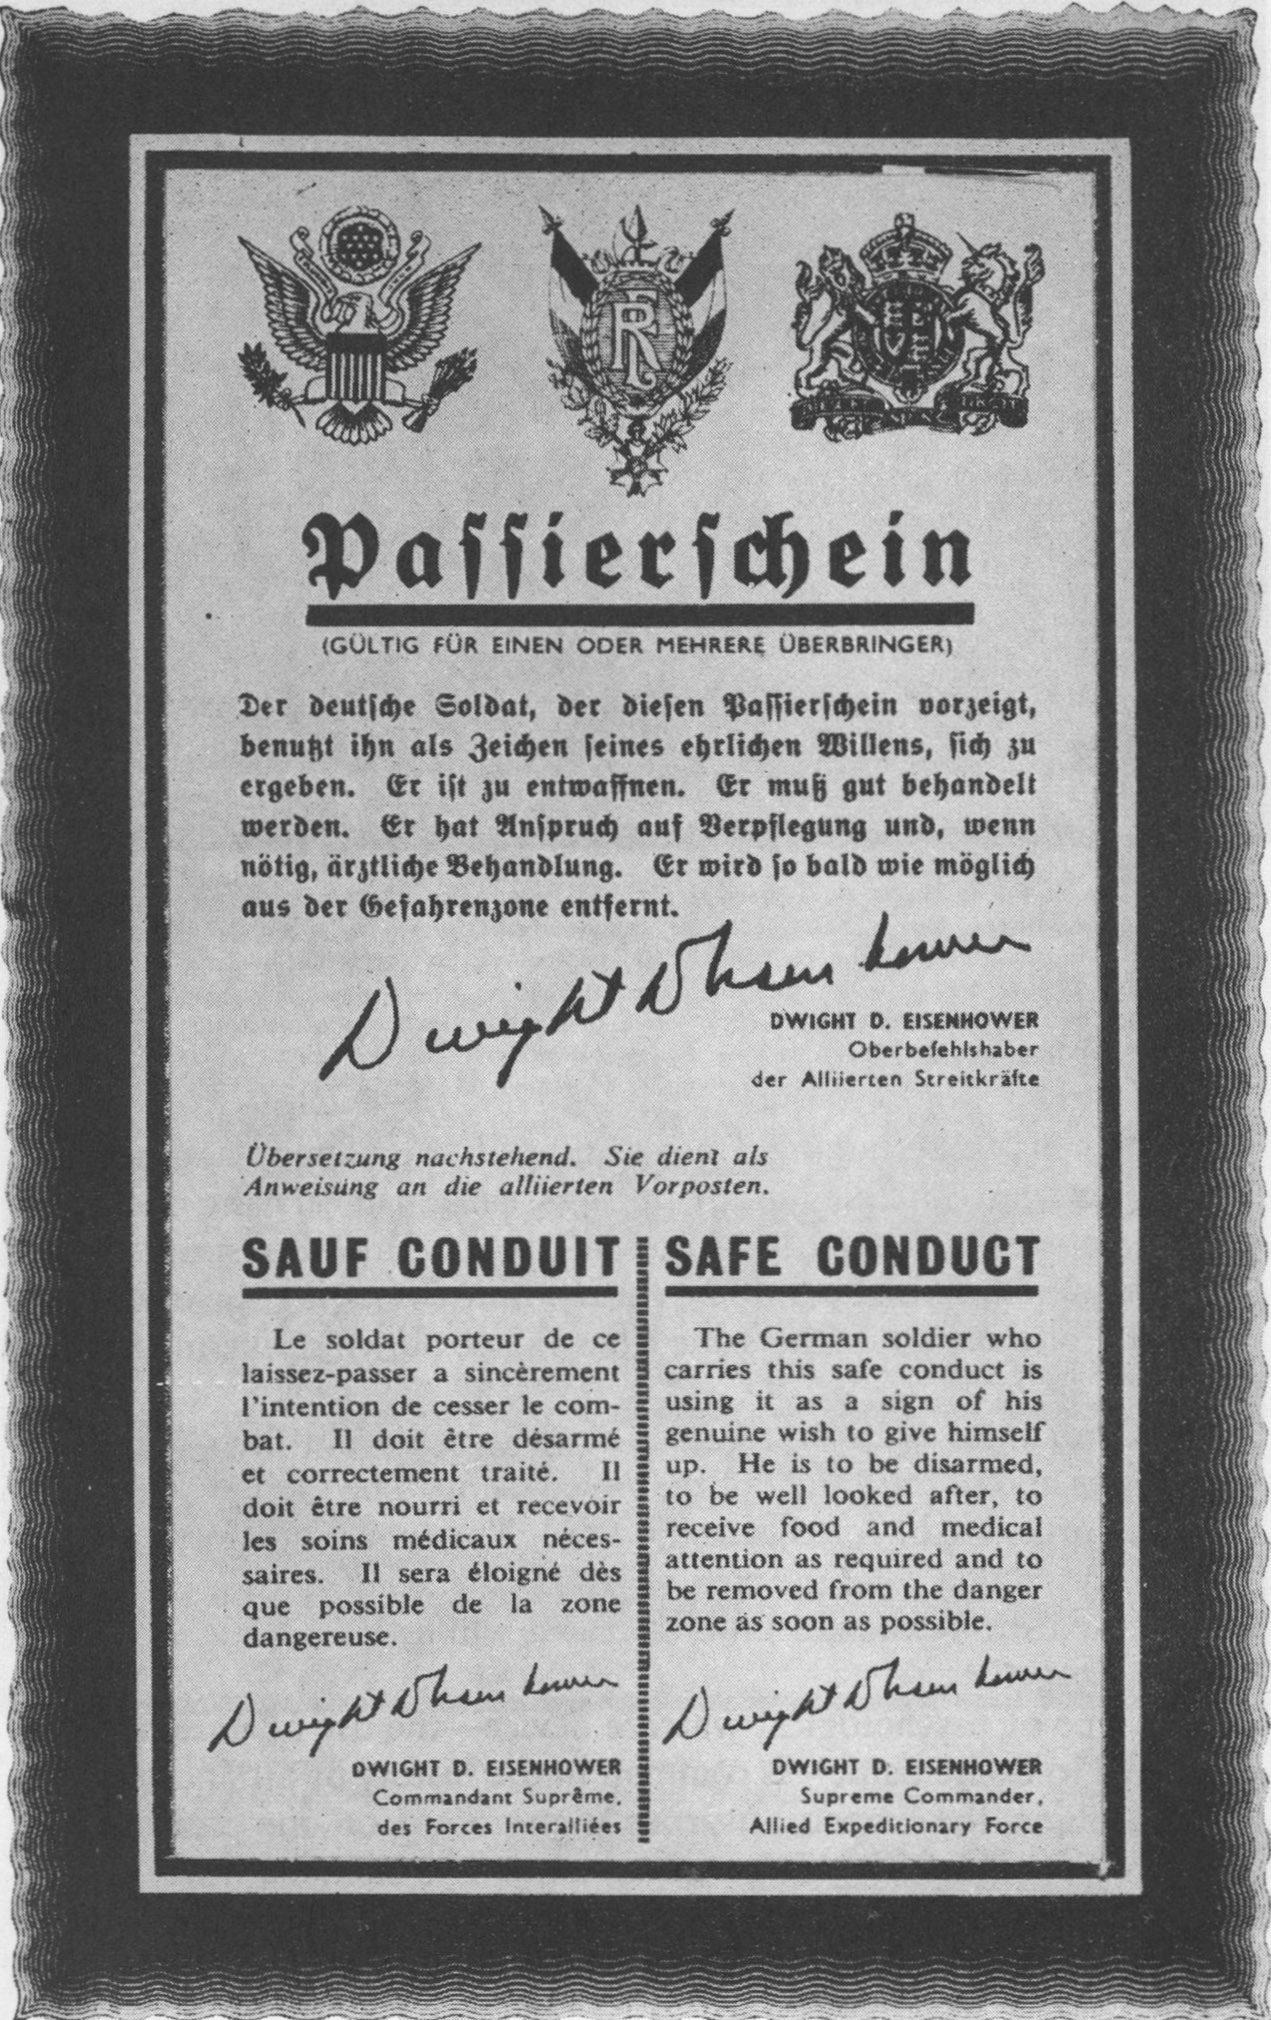 RF
Passierschein
(GÜLTIG FÜR EINEN ODER MEHRERE ÜBERBRINGER)
Der deutsche Soldat, der diesen Passierschein vorzeigt,
benutzt ihn als Zeichen seines ehrlichen Willens, sich zu
ergeben. Er ist zu entwaffnen. Er muß gut behandelt
werden. Er hat Anspruch auf Verpflegung und, wenn
nötig, ärztliche Behandlung. Er wird so bald wie möglich
aus der Gefahrenzone entfernt.
Dwight D Eisenhower
DWIGHT D. EISENHOWER
Oberbefehlshaber
der Alliierten Streitkräfte
Übersetzung nachstehend. Sie dient als
Anweisung an die alliierten Vorposten.
SAUF CONDUIT
Le soldat porteur de ce
laissez-passer a sincèrement
l'intention de cesser le com-
bat. Il doit être désarmé
et correctement traité. Il
doit être nourri et recevoir
les soins médicaux néces-
saires. Il sera éloigné dès
que possible de la zone
dangereuse.
Dwight D Eisenhower
DWIGHT D. EISENHOWER
Commandant Suprême,
des Forces Interalliées
SAFE CONDUCT
The German soldier who
carries this safe conduct is
using it as a sign of his
genuine wish to give himself
up. He is to be disarmed,
to be well looked after, to
receive food and medical
attention as required and to
be removed from the danger
zone as soon as possible.
Dwight D Eisenhower
DWIGHT D. EISENHOWER
Supreme Commander,
Allied Expeditionary Force